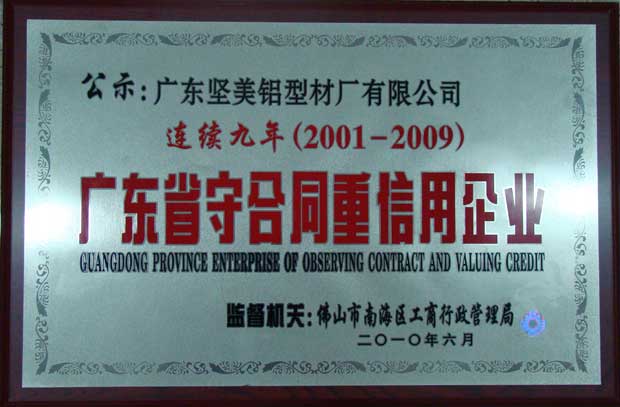 公示：广东坚美铝型材厂有限公司
连续九年(2001-2009)
广东省守合同重信用企业
GUANGDONG PROVINCE ENTERPRISE OF OBSERVING CONTRACT AND VALUING CREDIT
监督机关：佛山市南海区工商行政管理局
二〇一〇年六月